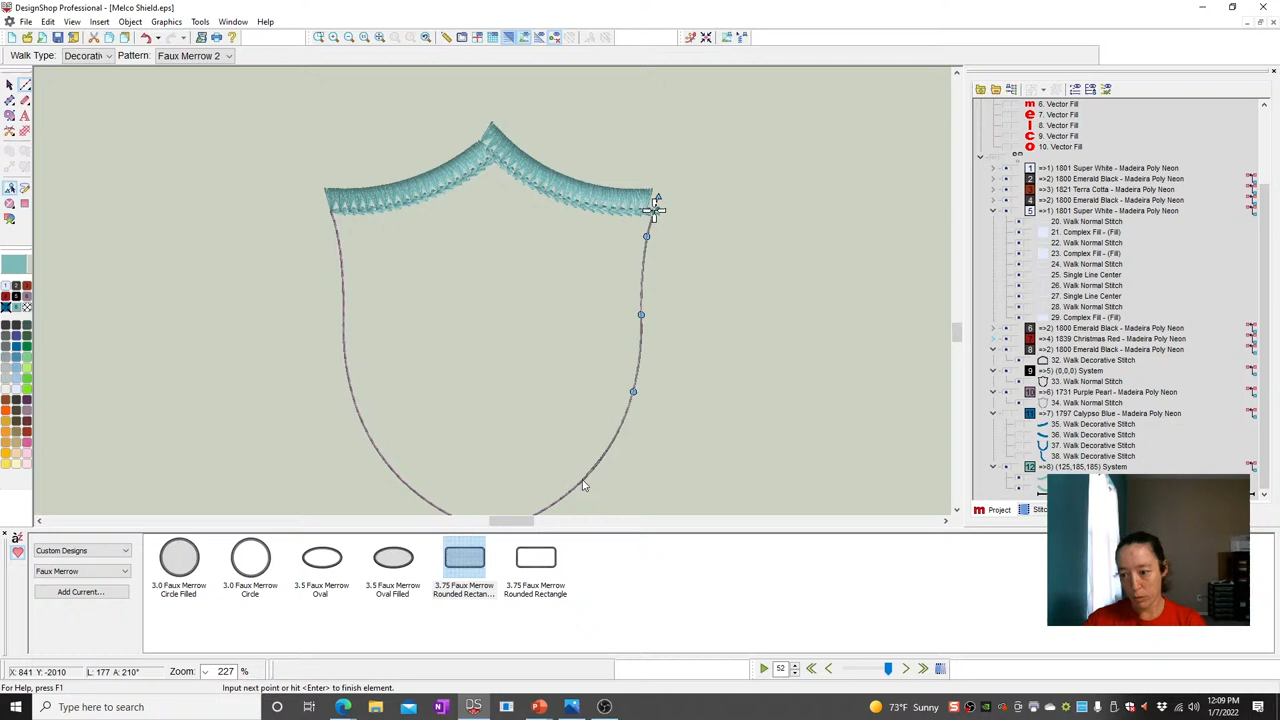 DesignShop Professional - [Melco Shield.eps]
File Edit View Insert Object Graphics Tools Window Help
Walk Type: Decorativ Pattern: Faux Merrow 2
6. Vector Fill
7. Vector Fill
8. Vector Fill
9. Vector Fill
10. Vector Fill
1 =>1) 1801 Super White - Madeira Poly Neon
2 =>2) 1800 Emerald Black - Madeira Poly Neon
3 =>3) 1821 Terra Cotta - Madeira Poly Neon
4 =>2) 1800 Emerald Black - Madeira Poly Neon
5 =>1) 1801 Super White - Madeira Poly Neon
20. Walk Normal Stitch
21. Complex Fill - (Fill)
22. Walk Normal Stitch
23. Complex Fill - (Fill)
24. Walk Normal Stitch
25. Single Line Center
26. Walk Normal Stitch
27. Single Line Center
28. Walk Normal Stitch
29. Complex Fill - (Fill)
6 =>2) 1800 Emerald Black - Madeira Poly Neon
=>4) 1839 Christmas Red - Madeira Poly Neon
8 =>2) 1800 Emerald Black - Madeira Poly Neon
32. Walk Decorative Stitch
9 =>5) (0,0,0) System
33. Walk Normal Stitch
10 =>6) 1731 Purple Pearl - Madeira Poly Neon
34. Walk Normal Stitch
11 =>7) 1797 Calypso Blue - Madeira Poly Neon
35. Walk Decorative Stitch
36. Walk Decorative Stitch
37. Walk Decorative Stitch
38. Walk Decorative Stitch
12 =>8) (125,185,185) System
Project
Custom Designs
Faux Merrow
Add Current...
3.0 Faux Merrow Circle Filled
3.0 Faux Merrow Circle
3.5 Faux Merrow Oval
3.5 Faux Merrow Oval Filled
3.75 Faux Merrow Rounded Rectan...
3.75 Faux Merrow Rounded Rectangle
X: 841 Y: -2010 L: 177 A: 210° Zoom: 227 %
52
For Help, press F1 Input next point or hit <Enter> to finish element.
Type here to search
73°F Sunny
12:09 PM
1/7/2022